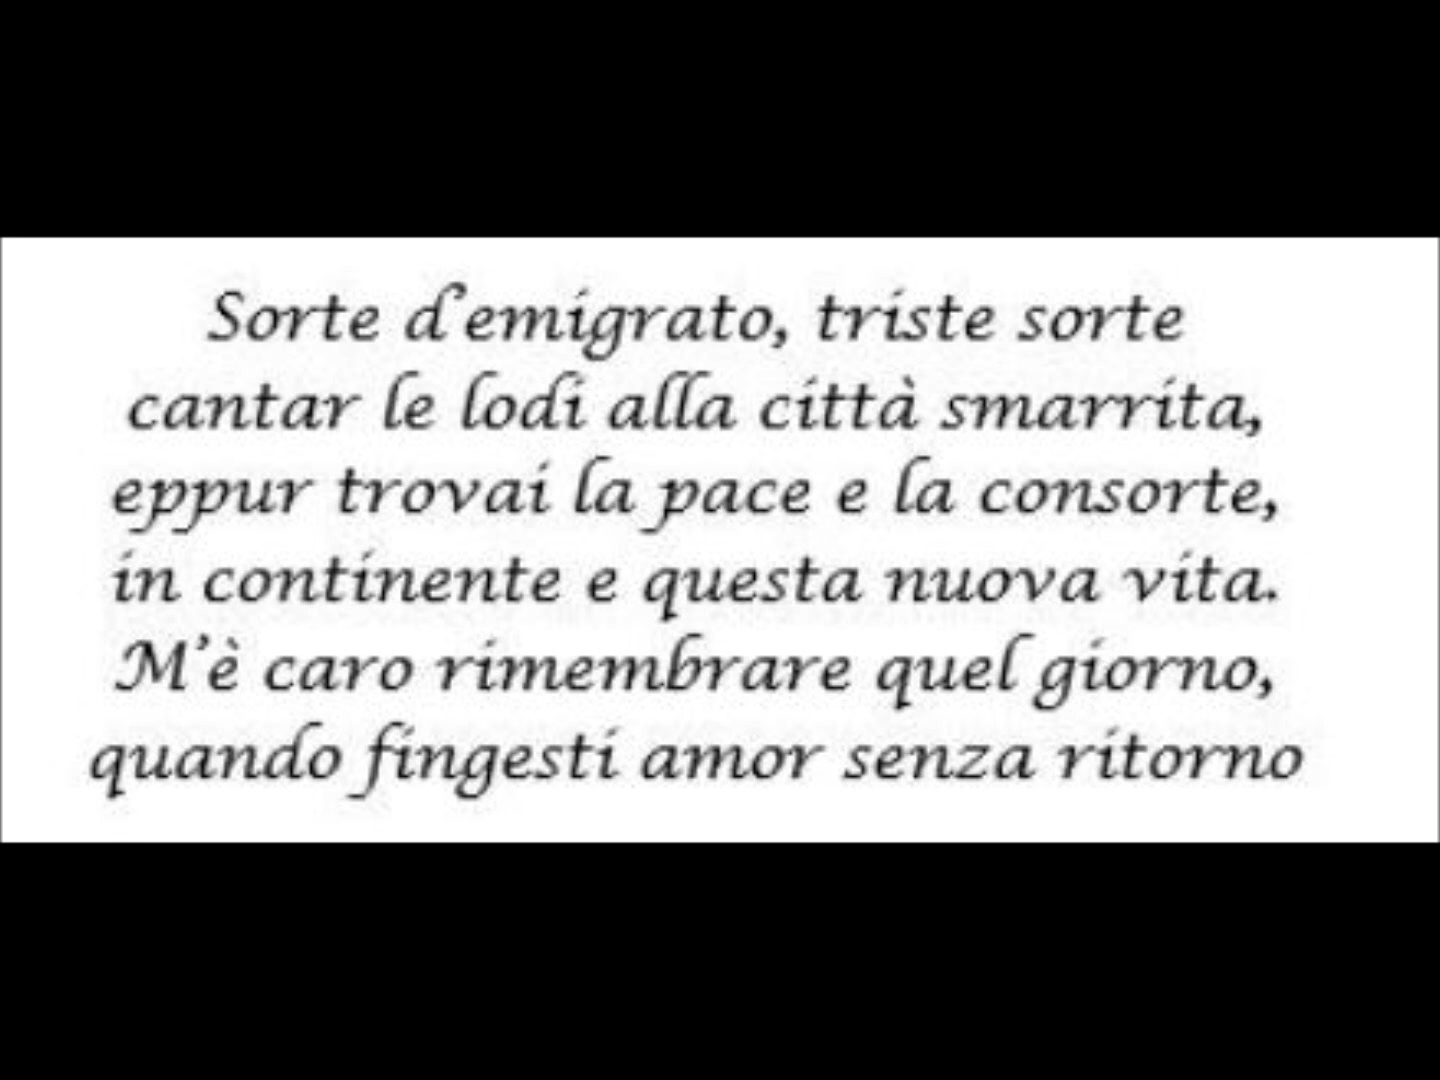 Sorte d'emigrato, triste sorte
cantar le lodi alla città smarrita,
eppur trovai la pace e la consorte,
in continente e questa nuova vita.
M'è caro rimembrare quel giorno,
quando fingesti amor senza ritorno